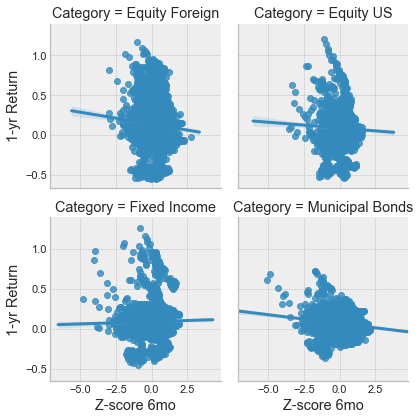 Category = Equity Foreign
Category = Equity US
1.0
0.5
0.0
−0.5
1-yr Return
Category = Fixed Income
Category = Municipal Bonds
1.0
0.5
0.0
−0.5
1-yr Return
−5.0 −2.5 0.0 2.5
−5.0 −2.5 0.0 2.5
Z-score 6mo
Z-score 6mo